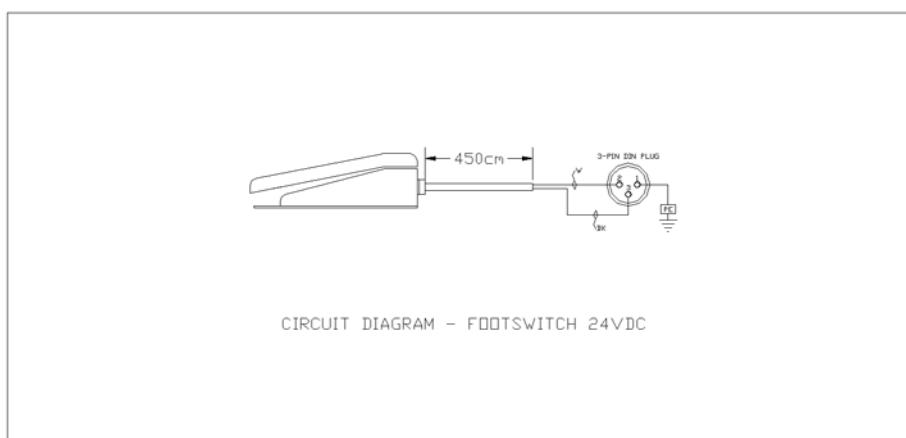 450cm
3-PIN DIN PLUG
W
2 1
3
PE
BK
CIRCUIT DIAGRAM - FOOTSWITCH 24VDC